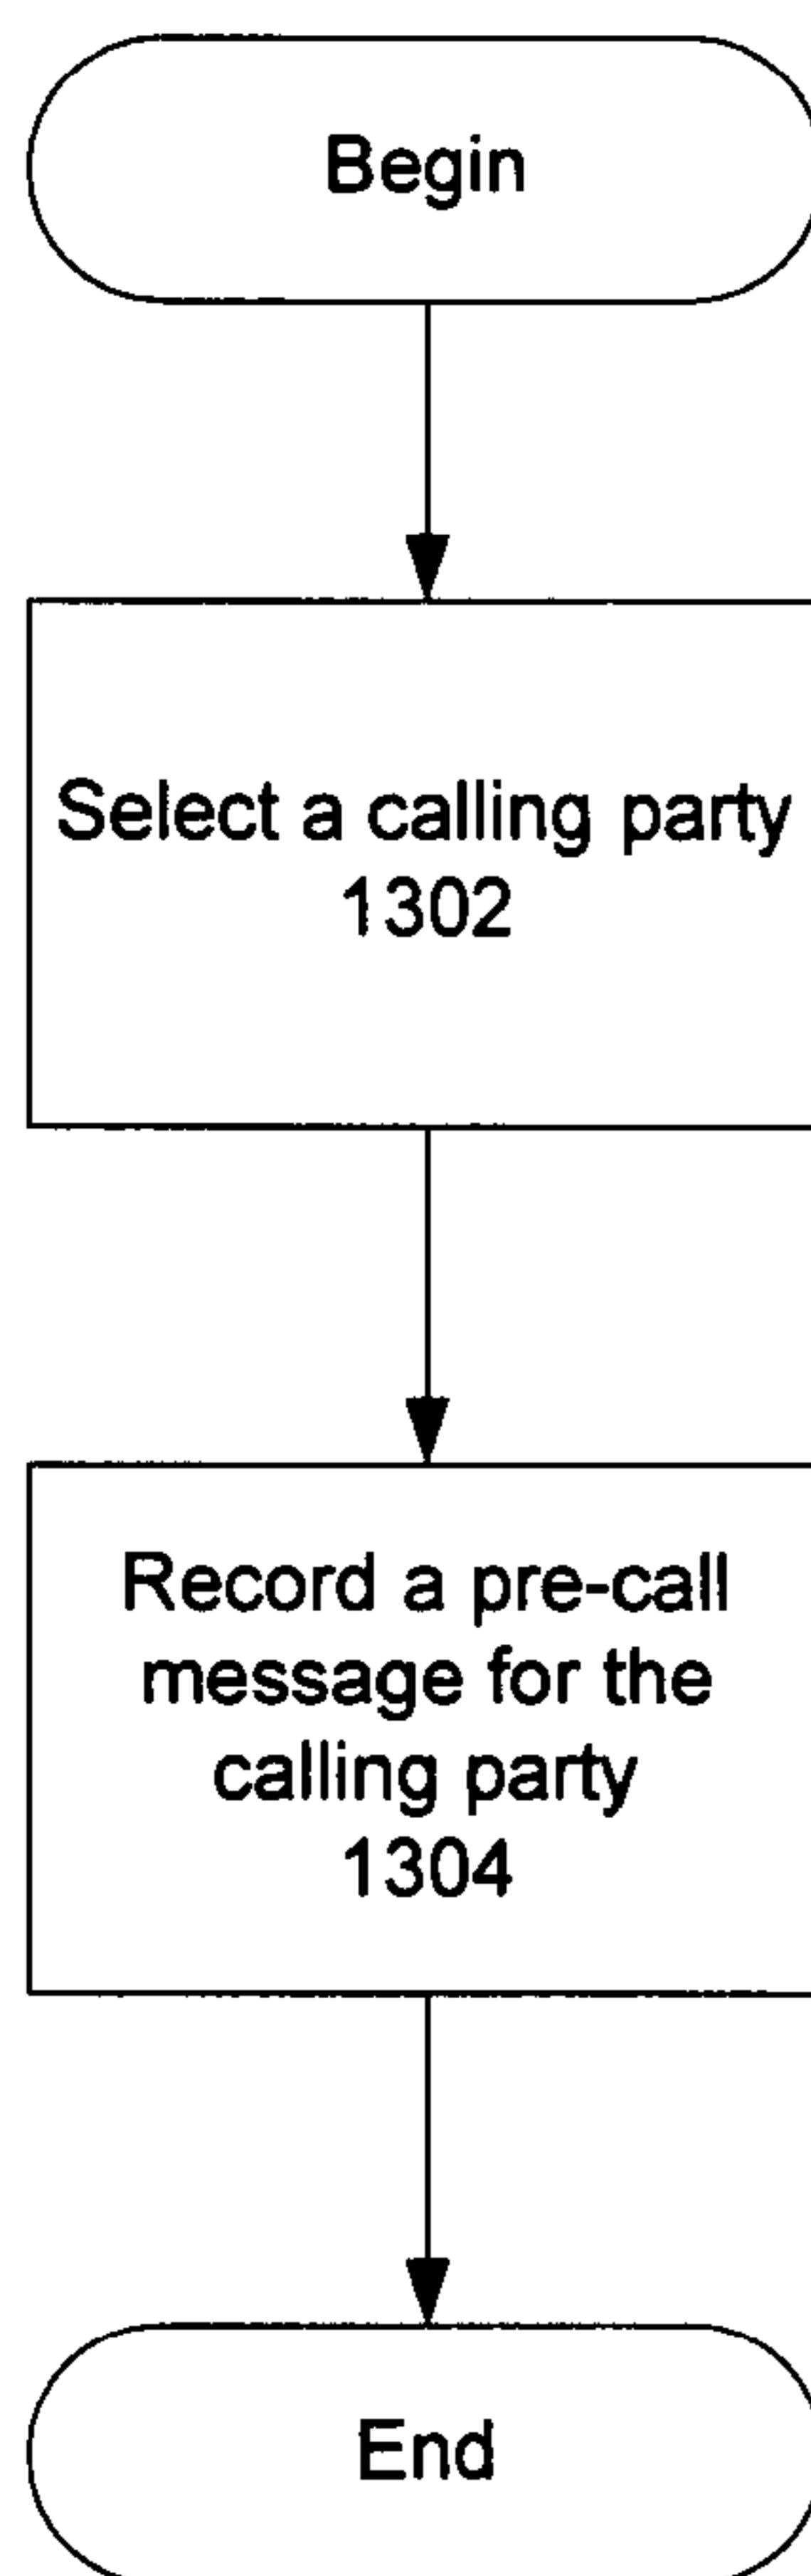 Begin
Select a calling party
1302
Record a pre-call
message for the
calling party
1304
End